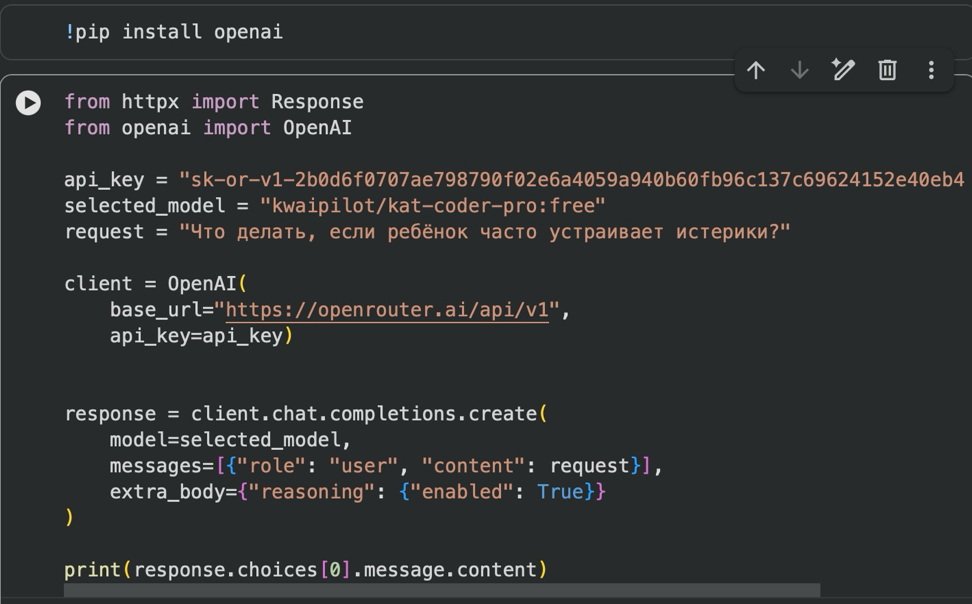 !pip install openai
from httpx import Response
from openai import OpenAI
api_key = "sk-or-v1-2b0d6f0707ae798790f02e6a4059a940b60fb96c137c69624152e40eb4
selected_model = "kwaipilot/kat-coder-pro:free"
request = "Что делать, если ребёнок часто устраивает истерики?"
client = OpenAI(
    base_url="https://openrouter.ai/api/v1",
    api_key=api_key)
response = client.chat.completions.create(
    model=selected_model,
    messages=[{"role": "user", "content": request}],
    extra_body={"reasoning": {"enabled": True}}
)
print(response.choices[0].message.content)